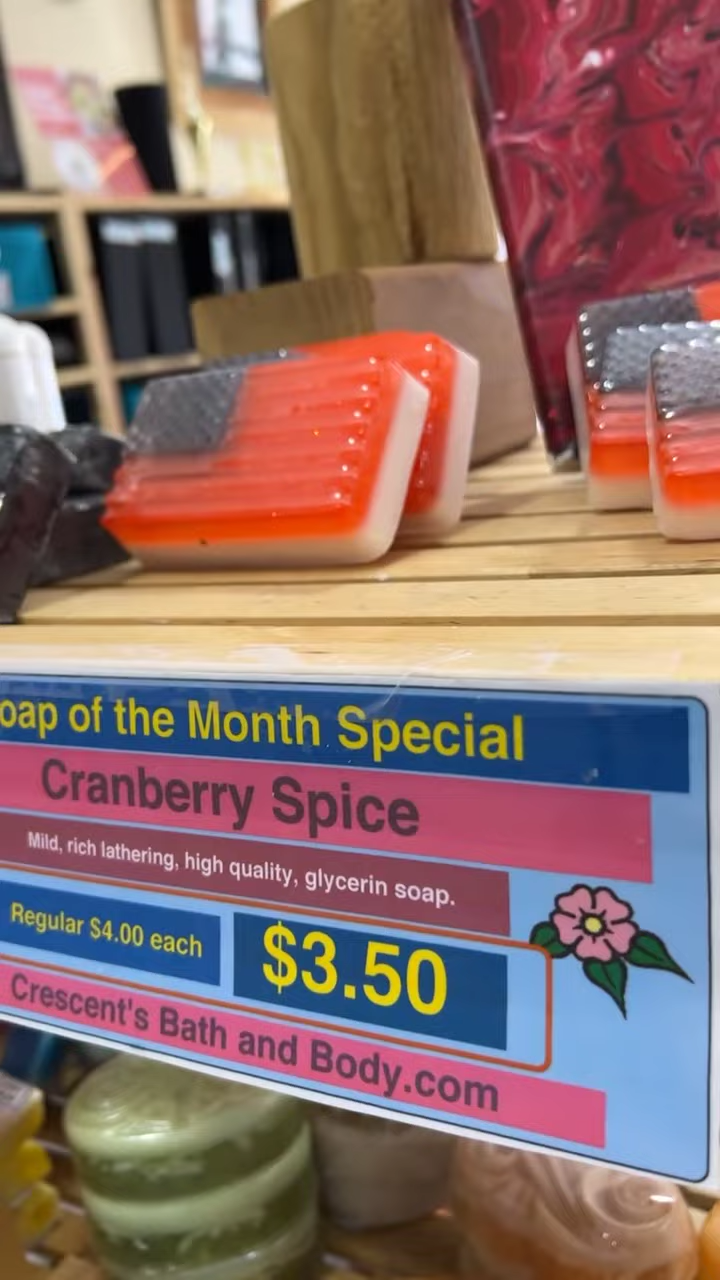 oap of the Month Special
Cranberry Spice
Mild, rich lathering, high quality, glycerin soap.
Regular $4.00 each
$3.50
Crescent's Bath and Body.com